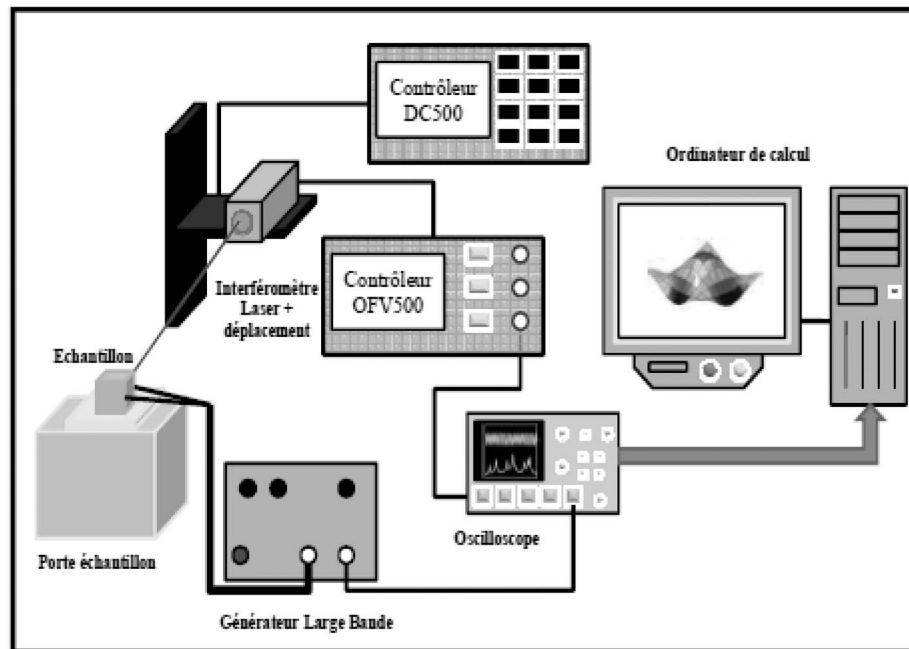 Contrôleur
DC500
Ordinateur de calcul
Contrôleur
OFV500
Interféromètre
Laser +
déplacement
Echantillon
Oscilloscope
Porte échantillon
Générateur Large Bande